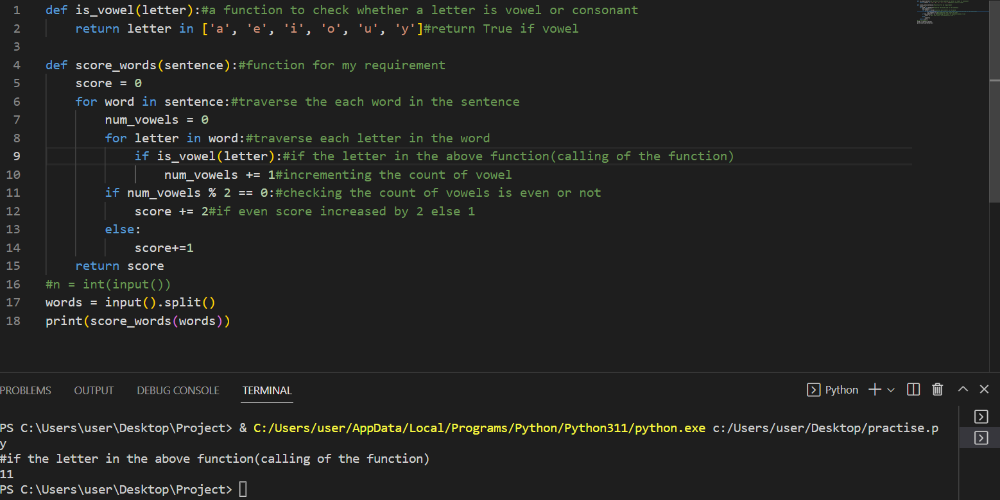 1 def is_vowel(letter):#a function to check whether a letter is vowel or consonant
2     return letter in ['a', 'e', 'i', 'o', 'u', 'y']#return True if vowel
3
4 def score_words(sentence):#function for my requirement
5     score = 0
6     for word in sentence:#traverse the each word in the sentence
7         num_vowels = 0
8         for letter in word:#traverse each letter in the word
9             if is_vowel(letter):#if the letter in the above function(calling of the function)
10                 num_vowels += 1#incrementing the count of vowel
11         if num_vowels % 2 == 0:#checking the count of vowels is even or not
12             score += 2#if even score increased by 2 else 1
13         else:
14             score+=1
15     return score
16 #n = int(input())
17 words = input().split()
18 print(score_words(words))
PROBLEMS OUTPUT DEBUG CONSOLE TERMINAL Python
PS C:\Users\user\Desktop\Project> & C:/Users/user/AppData/Local/Programs/Python/Python311/python.exe c:/Users/user/Desktop/practise.p
y
#if the letter in the above function(calling of the function)
11
PS C:\Users\user\Desktop\Project>